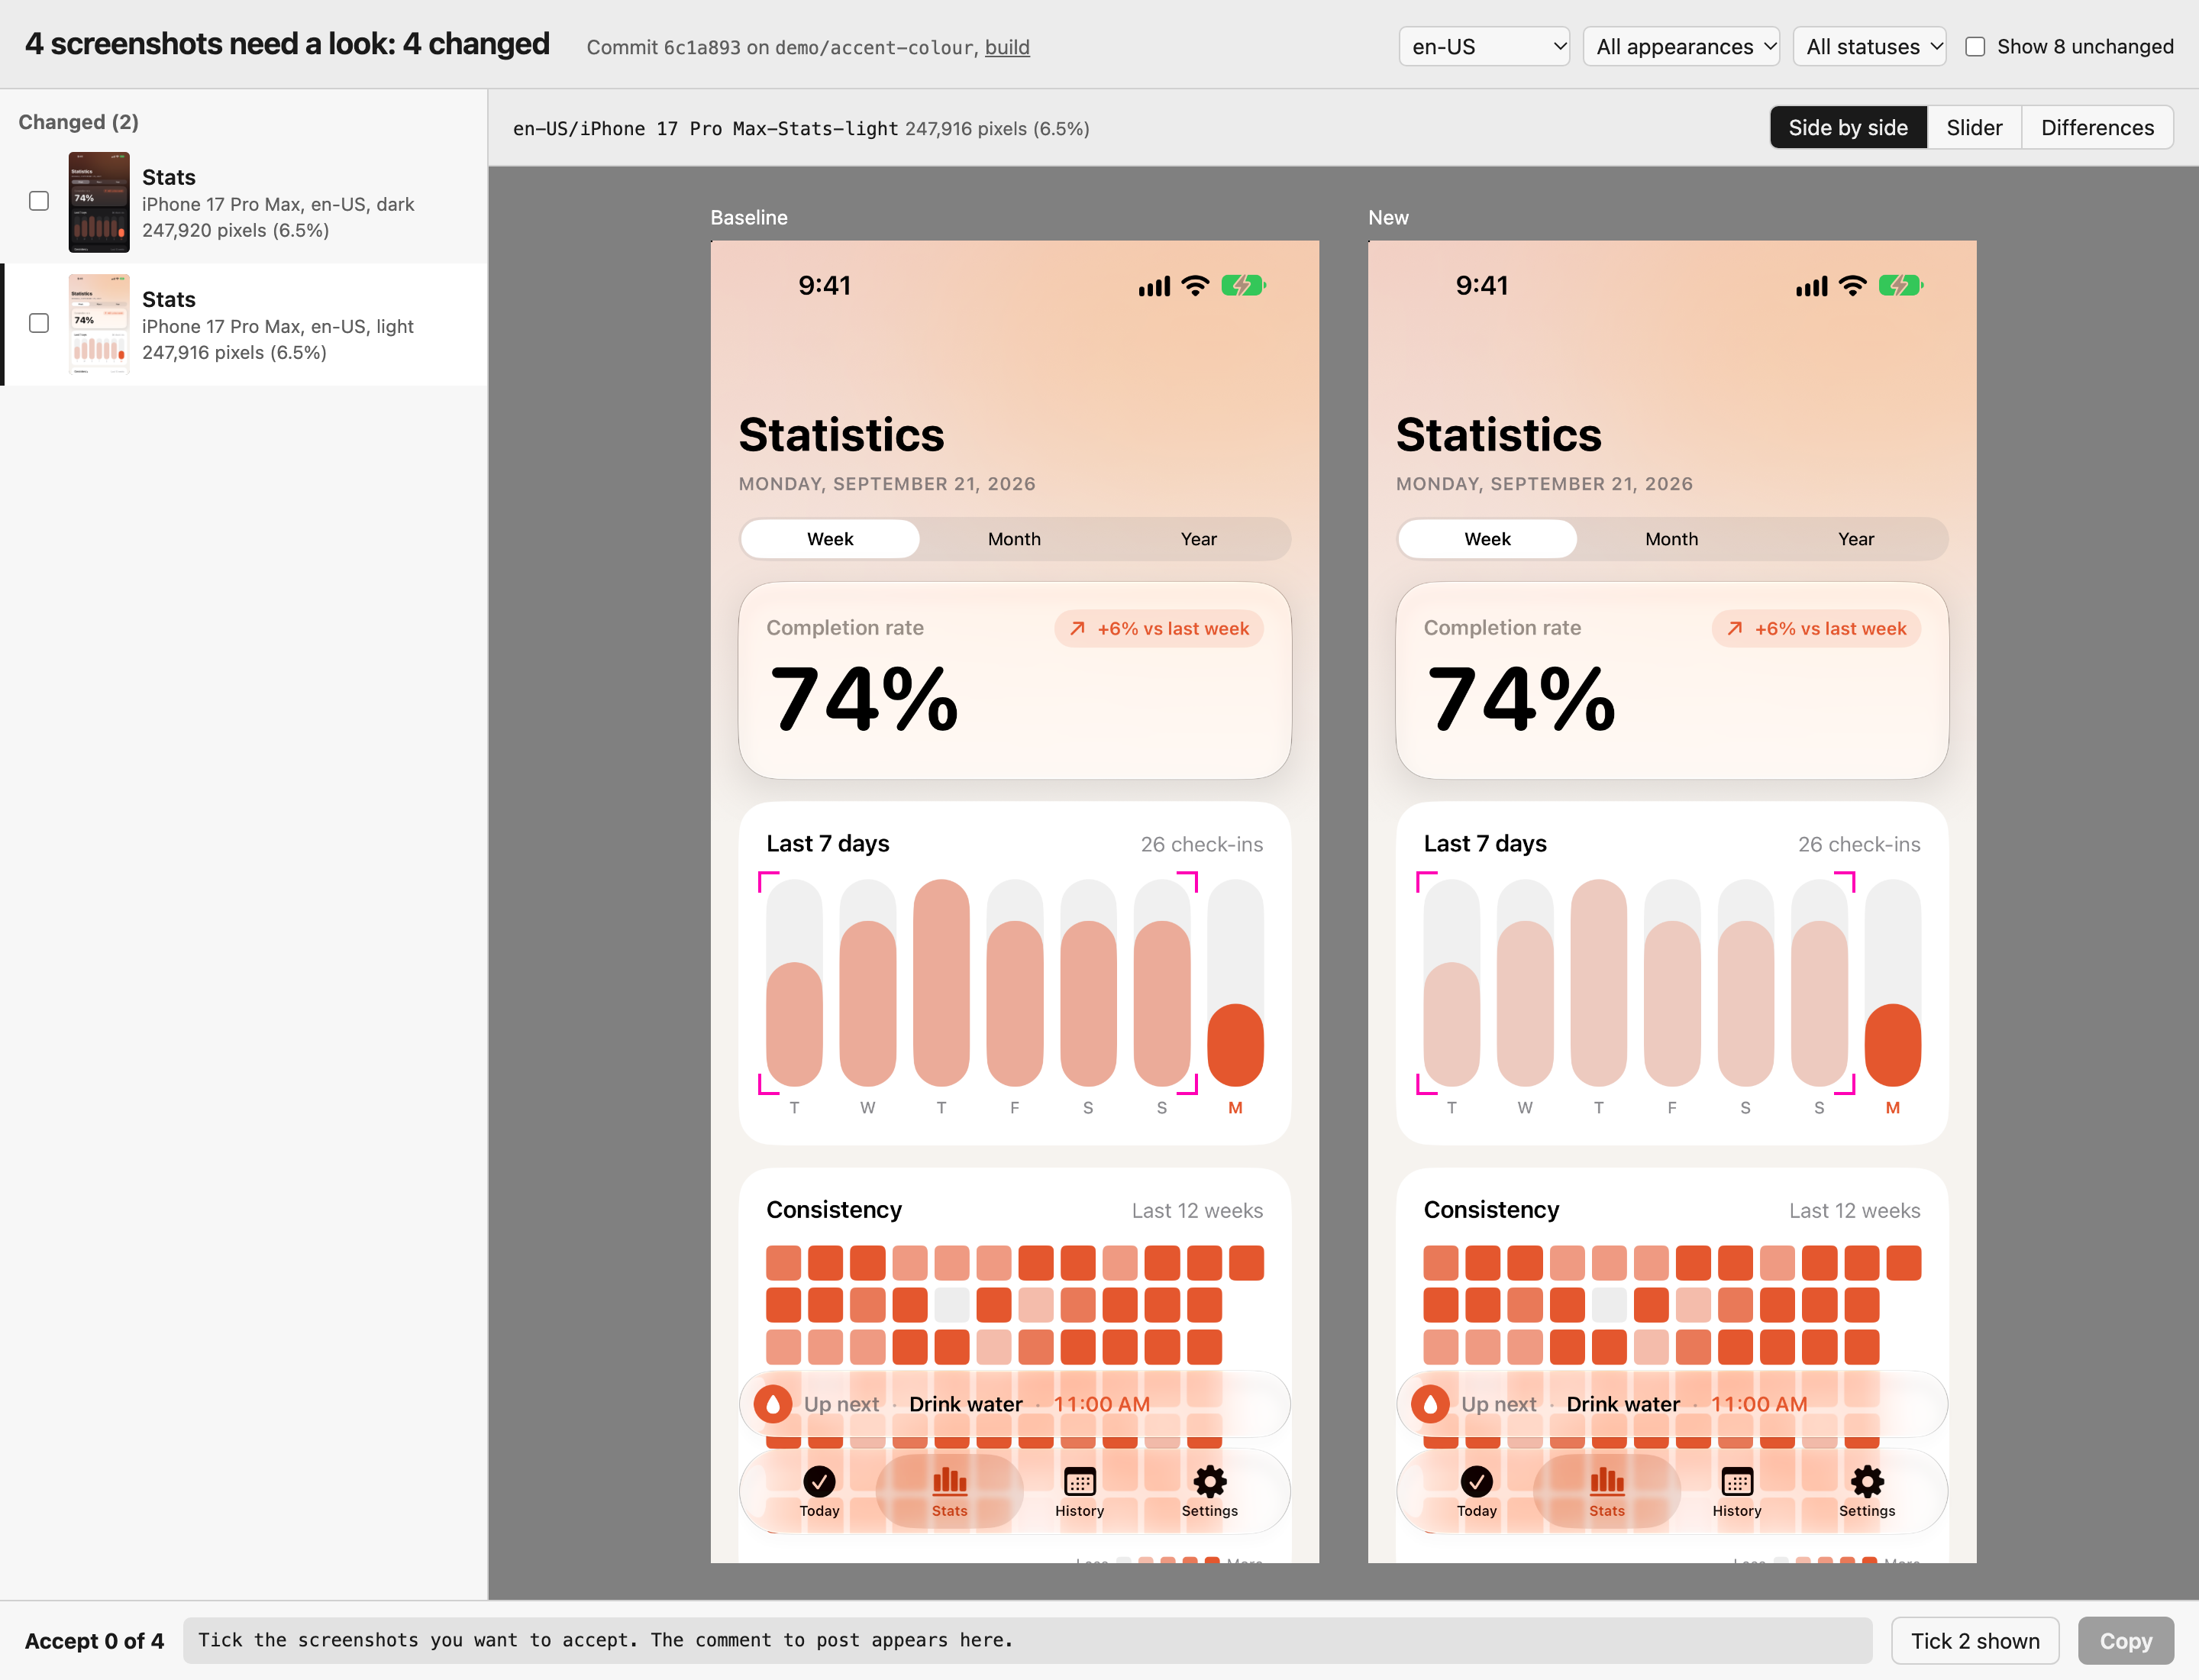 4 screenshots need a look: 4 changed
Commit 6c1a893 on demo/accent-colour, build
en-US
All appearances
All statuses
Show 8 unchanged
Changed (2)
Stats
iPhone 17 Pro Max, en-US, dark
247,920 pixels (6.5%)
Stats
iPhone 17 Pro Max, en-US, light
247,916 pixels (6.5%)
en-US/iPhone 17 Pro Max-Stats-light 247,916 pixels (6.5%)
Side by side
Slider
Differences
Baseline
9:41
Statistics
MONDAY, SEPTEMBER 21, 2026
Week Month Year
Completion rate
+6% vs last week
74%
Last 7 days
26 check-ins
T W T F S S M
Consistency
Last 12 weeks
Up next · Drink water · 11:00 AM
Today Stats History Settings
New
9:41
Statistics
MONDAY, SEPTEMBER 21, 2026
Week Month Year
Completion rate
+6% vs last week
74%
Last 7 days
26 check-ins
T W T F S S M
Consistency
Last 12 weeks
Up next · Drink water · 11:00 AM
Today Stats History Settings
Accept 0 of 4
Tick the screenshots you want to accept. The comment to post appears here.
Tick 2 shown
Copy